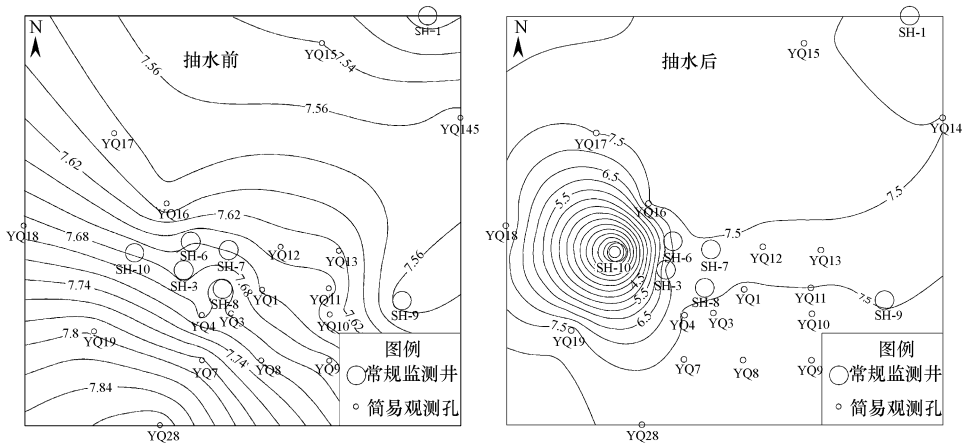 N
抽水前
SH-1
YQ15
7.54
7.56
7.56
YQ145
YQ17
7.62
YQ16
7.62
YQ18
7.68
SH-6
SH-7
YQ12
YQ13
7.56
SH-10
SH-3
7.68
7.74
SH-8
YQ1
YQ11
SH-9
YQ4
YQ3
YQ10
7.62
7.8
YQ19
图例
YQ7
7.74
YQ8
YQ9
常规监测井
7.84
简易观测孔
YQ28
N
抽水后
SH-1
YQ15
YQ14
7.5
YQ17
6.5
5.5
7.5
YQ16
YQ18
7.5
SH-6
SH-7
YQ12
YQ13
SH-10
SH-3
4.5
5.5
SH-8
YQ1
YQ11
7.5
SH-9
6.5
YQ4
YQ3
YQ10
7.5
YQ19
图例
YQ7
YQ8
YQ9
常规监测井
简易观测孔
YQ28